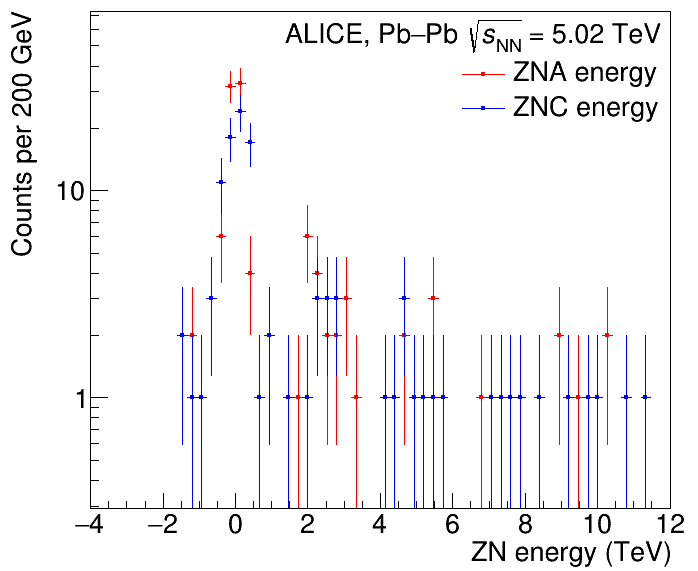 ALICE, Pb–Pb √sNN = 5.02 TeV
ZNA energy
ZNC energy
Counts per 200 GeV
10
1
−4 −2 0 2 4 6 8 10 12
ZN energy (TeV)